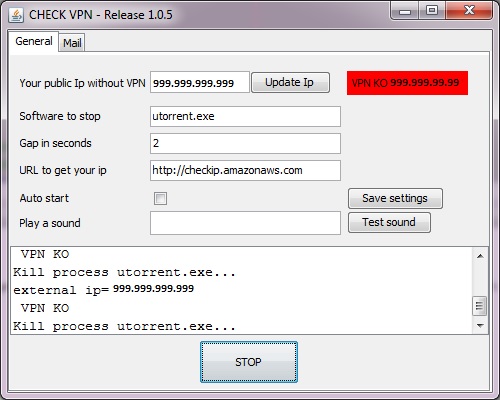 CHECK VPN - Release 1.0.5
General Mail
Your public Ip without VPN 999.999.999.999 Update Ip VPN KO 999.999.99.99
Software to stop utorrent.exe
Gap in seconds 2
URL to get your ip http://checkip.amazonaws.com
Auto start Save settings
Play a sound Test sound
VPN KO
Kill process utorrent.exe...
external ip= 999.999.999.999
VPN KO
Kill process utorrent.exe...
STOP